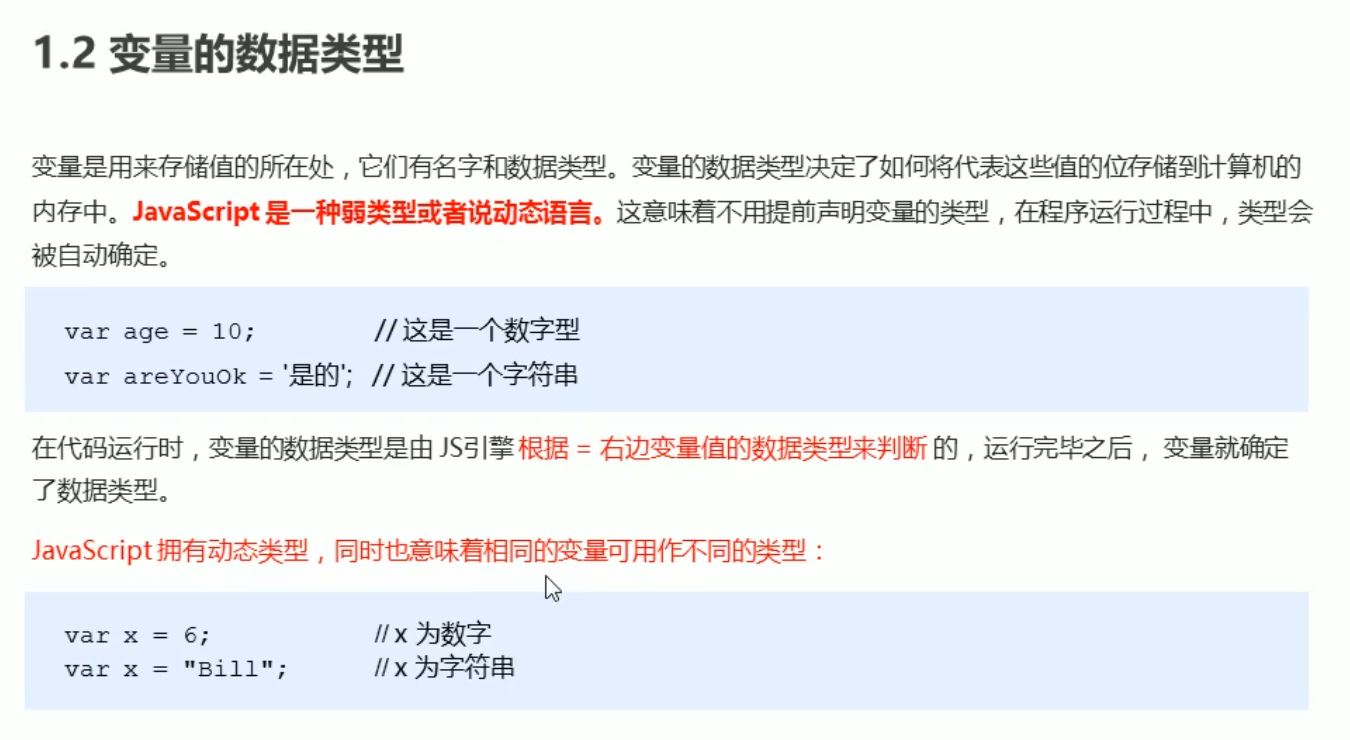 1.2 变量的数据类型
变量是用来存储值的所在处，它们有名字和数据类型。变量的数据类型决定了如何将代表这些值的位存储到计算机的
内存中。JavaScript 是一种弱类型或者说动态语言。这意味着不用提前声明变量的类型，在程序运行过程中，类型会
被自动确定。
var age = 10; // 这是一个数字型
var areYouOk = '是的'; // 这是一个字符串
在代码运行时，变量的数据类型是由 JS引擎 根据 = 右边变量值的数据类型来判断 的，运行完毕之后， 变量就确定
了数据类型。
JavaScript 拥有动态类型，同时也意味着相同的变量可用作不同的类型：
var x = 6; // x 为数字
var x = "Bill"; // x 为字符串